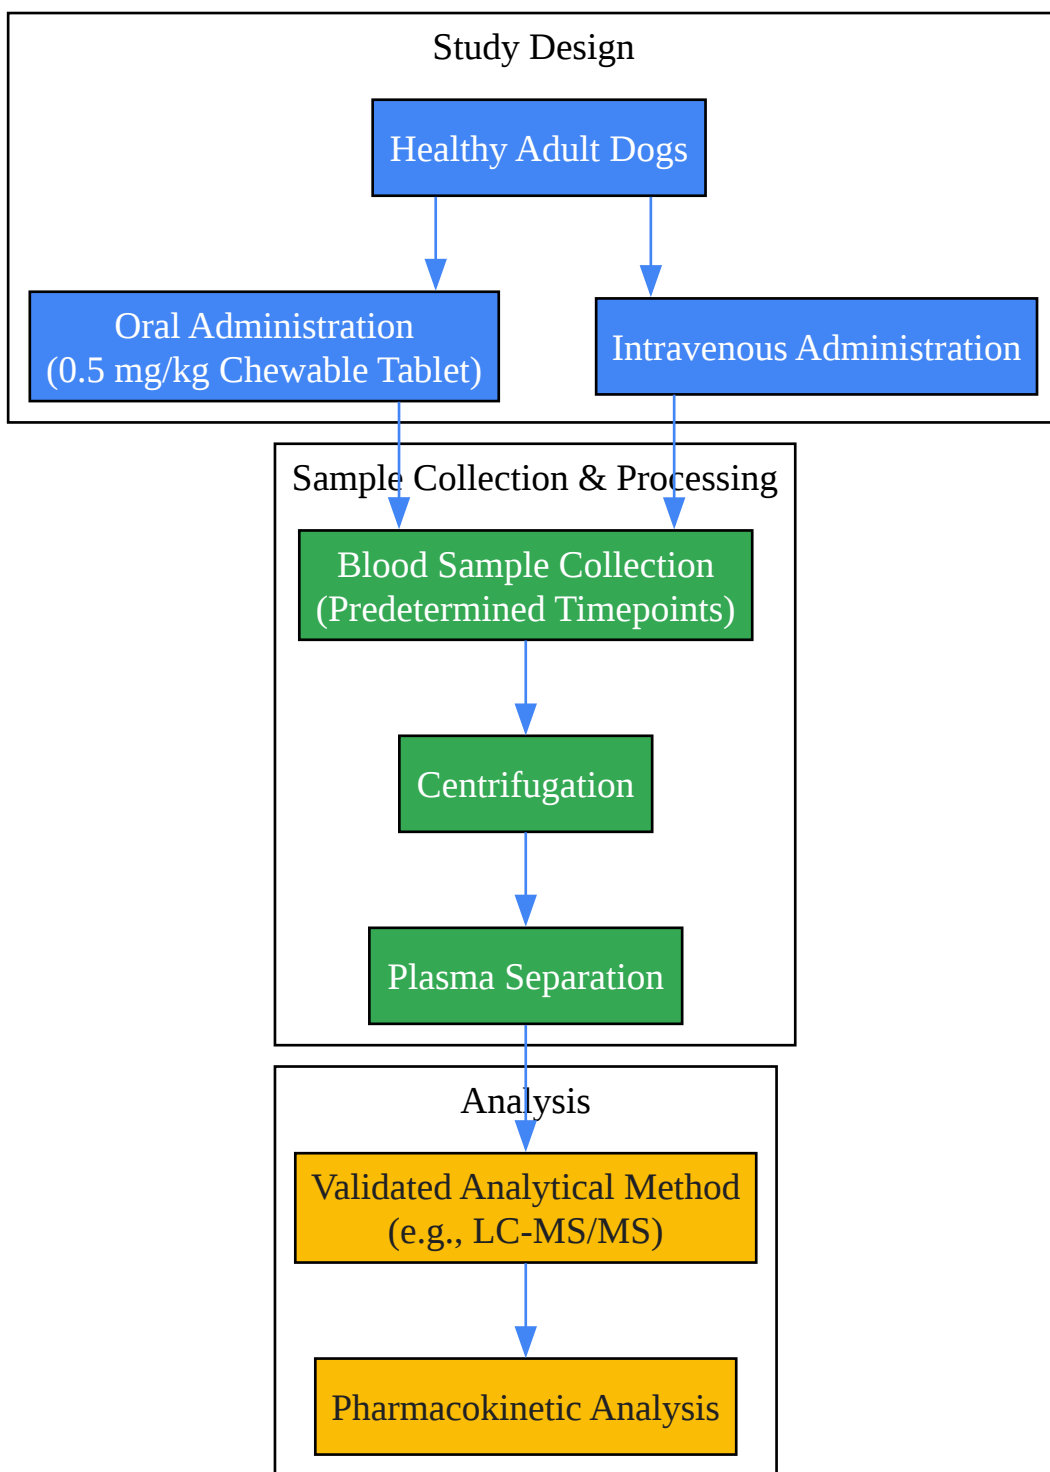 Study Design
Healthy Adult Dogs
Oral Administration
(0.5 mg/kg Chewable Tablet)
Intravenous Administration
Sample Collection & Processing
Blood Sample Collection
(Predetermined Timepoints)
Centrifugation
Plasma Separation
Analysis
Validated Analytical Method
(e.g., LC-MS/MS)
Pharmacokinetic Analysis